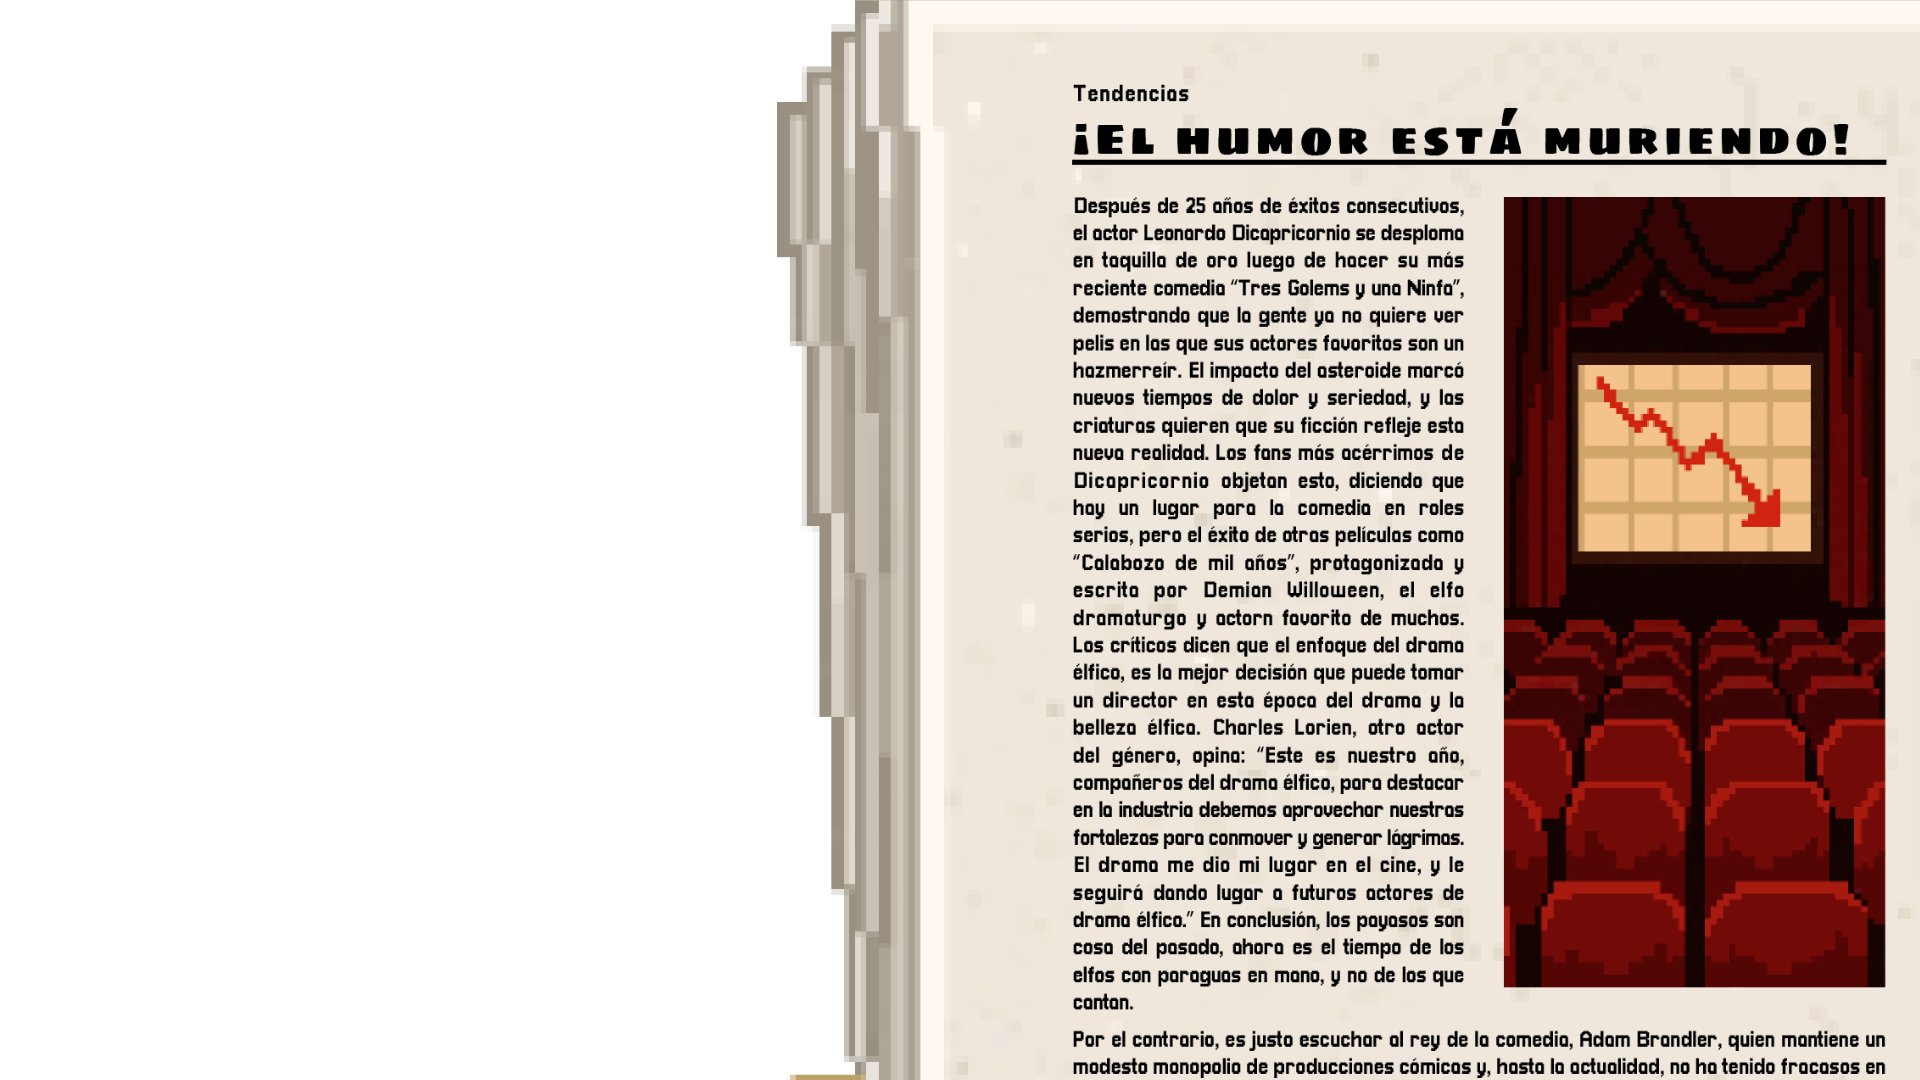 Tendencias
¡El humor está muriendo!
Después de 25 años de éxitos consecutivos,
el actor Leonardo Dicapricornio se desploma
en taquilla de oro luego de hacer su más
reciente comedia “Tres Golems y una Ninfa”,
demostrando que la gente ya no quiere ver
pelis en las que sus actores favoritos son un
hazmerreír. El impacto del asteroide marcó
nuevos tiempos de dolor y seriedad, y las
criaturas quieren que su ficción refleje esta
nueva realidad. Los fans más acérrimos de
Dicapricornio objetan esto, diciendo que
hay un lugar para la comedia en roles
serios, pero el éxito de otras películas como
“Calabozo de mil años”, protagonizada y
escrita por Demian Willoween, el elfo
dramaturgo y actorn favorito de muchos.
Los críticos dicen que el enfoque del drama
élfico, es la mejor decisión que puede tomar
un director en esta época del drama y la
belleza élfica. Charles Lorien, otro actor
del género, opina: “Este es nuestro año,
compañeros del drama élfico, para destacar
en la industria debemos aprovechar nuestras
fortalezas para conmover y generar lágrimas.
El drama me dio mi lugar en el cine, y le
seguirá dando lugar a futuros actores de
drama élfico.” En conclusión, los payasos son
cosa del pasado, ahora es el tiempo de los
elfos con paraguas en mano, y no de los que
cantan.
Por el contrario, es justo escuchar al rey de la comedia, Adam Brandler, quien mantiene un
modesto monopolio de producciones cómicas y, hasta la actualidad, no ha tenido fracasos en